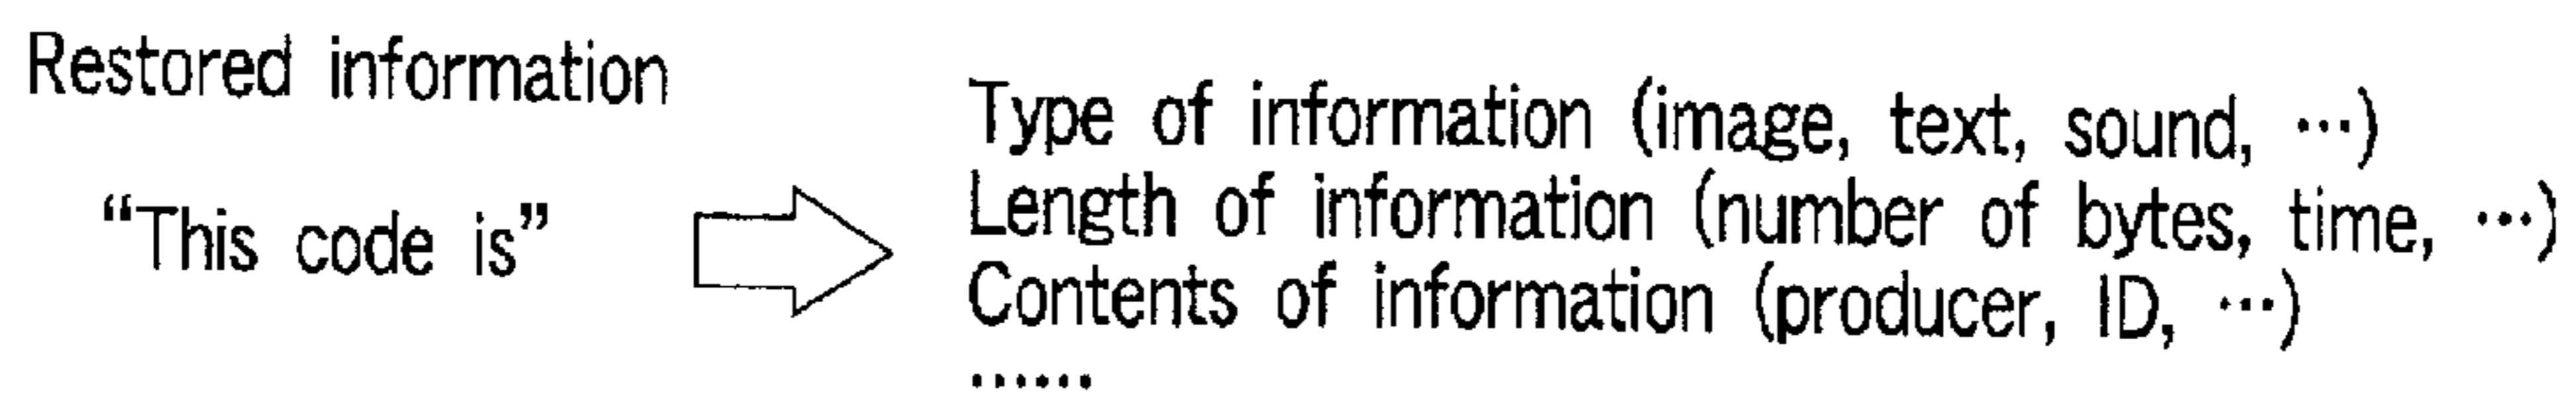 Restored information
“This code is”
Type of information (image, text, sound, ···)
Length of information (number of bytes, time, ···)
Contents of information (producer, ID, ···)
······